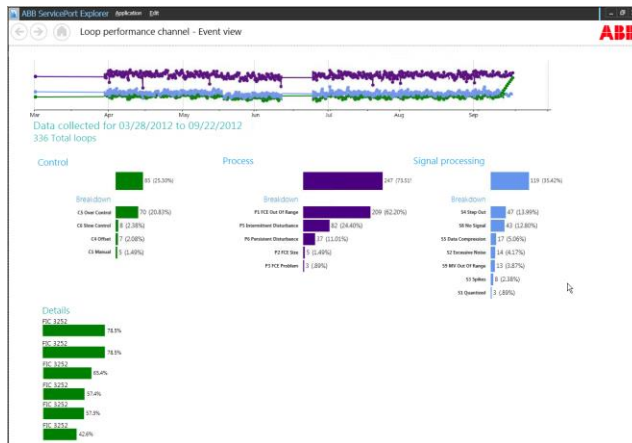 ABB ServicePort Explorer Application Edit
Loop performance channel - Event view
ABB
Mar Apr May Jun Jul Aug Sep
Data collected for 03/28/2012 to 09/22/2012
336 Total loops
Control
85 (25.30%)
Breakdown
C5 Over Control 70 (20.83%)
C6 Slow Control 8 (2.38%)
C4 Offset 7 (2.08%)
C1 Manual 5 (1.49%)
Process
247 (73.51
Breakdown
P1 FCE Out Of Range 209 (62.20%)
P5 Intermittent Disturbance 82 (24.40%)
P6 Persistent Disturbance 37 (11.01%)
P2 FCE Size 5 (1.49%)
P3 FCE Problem 3 (.89%)
Signal processing
119 (35.42%)
Breakdown
S4 Step Out 47 (13.99%)
S8 No Signal 43 (12.80%)
S5 Data Compression 17 (5.06%)
S2 Excessive Noise 14 (4.17%)
S9 MV Out Of Range 13 (3.87%)
S3 Spikes 8 (2.38%)
S1 Quantized 3 (.89%)
Details
FIC 3252
78.5%
FIC 3252
78.5%
FIC 3252
65.4%
FIC 3252
57.4%
FIC 3252
57.3%
FIC 3252
42.6%